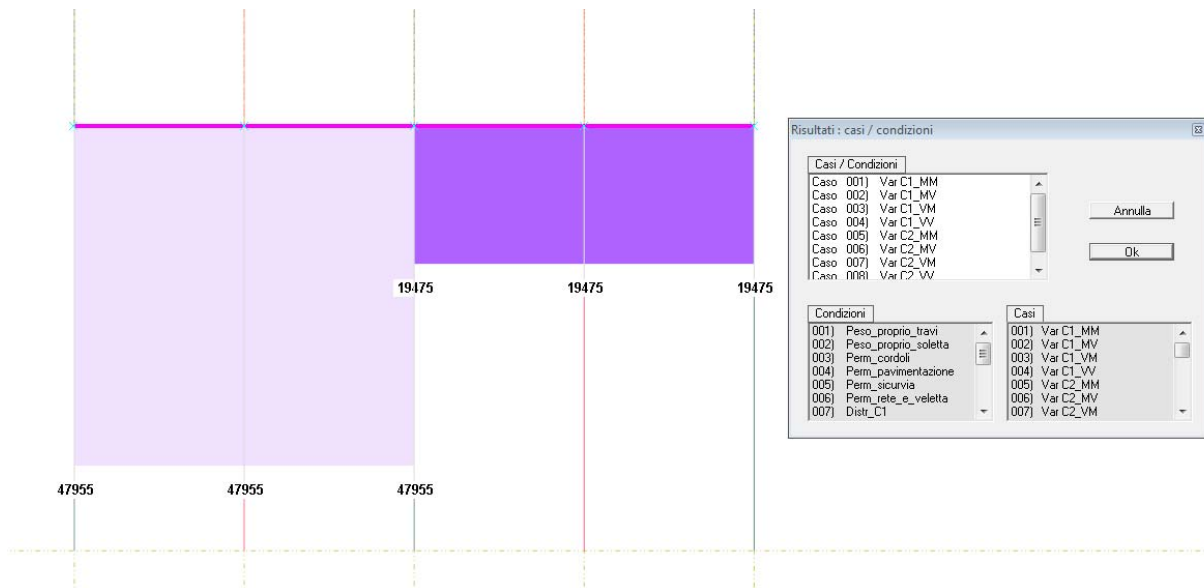 19475 19475 19475
47955 47955 47955
Risultati : casi / condizioni
Casi / Condizioni
Caso 001) Var C1_MM
Caso 002) Var C1_MV
Caso 003) Var C1_VM
Caso 004) Var C1_VV
Caso 005) Var C2_MM
Caso 006) Var C2_MV
Caso 007) Var C2_VM
Caso 008) Var C2_VV
Annulla
Ok
Condizioni
001) Peso_proprio_travi
002) Peso_proprio_soletta
003) Perm_cordoli
004) Perm_pavimentazione
005) Perm_sicurvia
006) Perm_rete_e_veletta
007) Distr_C1
Casi
001) Var C1_MM
002) Var C1_MV
003) Var C1_VM
004) Var C1_VV
005) Var C2_MM
006) Var C2_MV
007) Var C2_VM